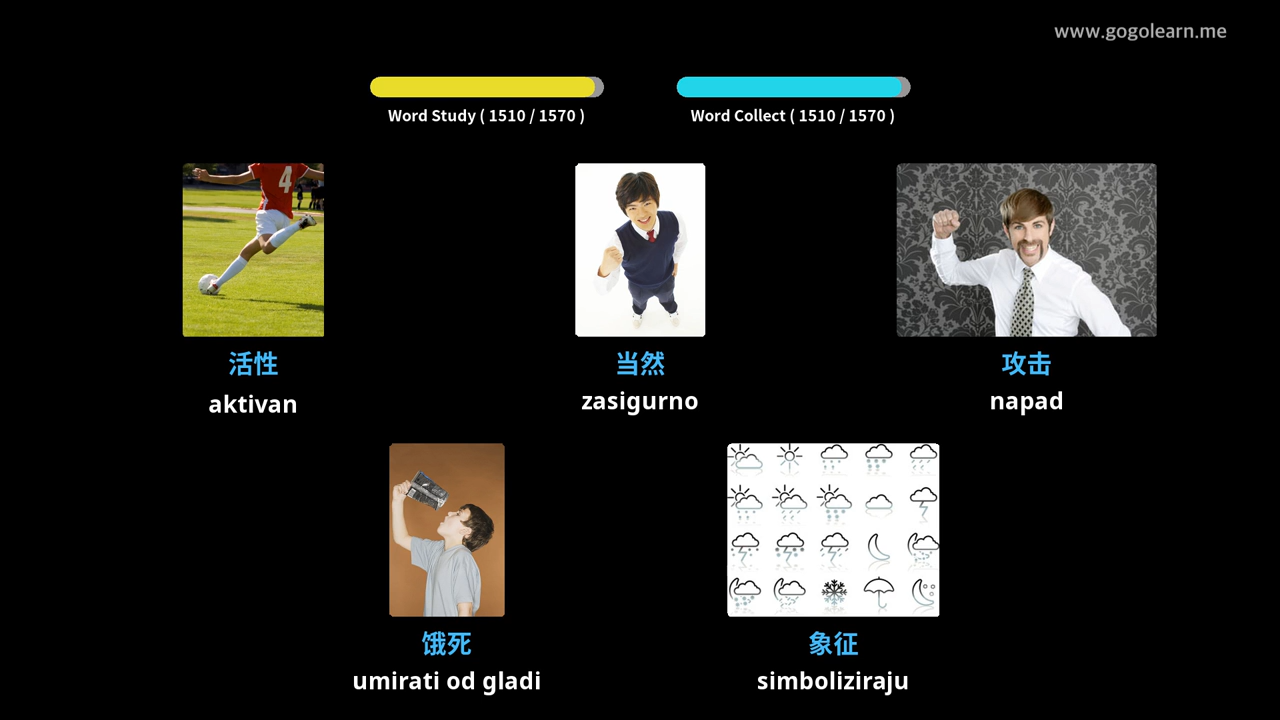 www.gogolearn.me
Word Study ( 1510 / 1570 )
Word Collect ( 1510 / 1570 )
4
活性
aktivan
当然
zasigurno
攻击
napad
饿死
umirati od gladi
象征
simboliziraju